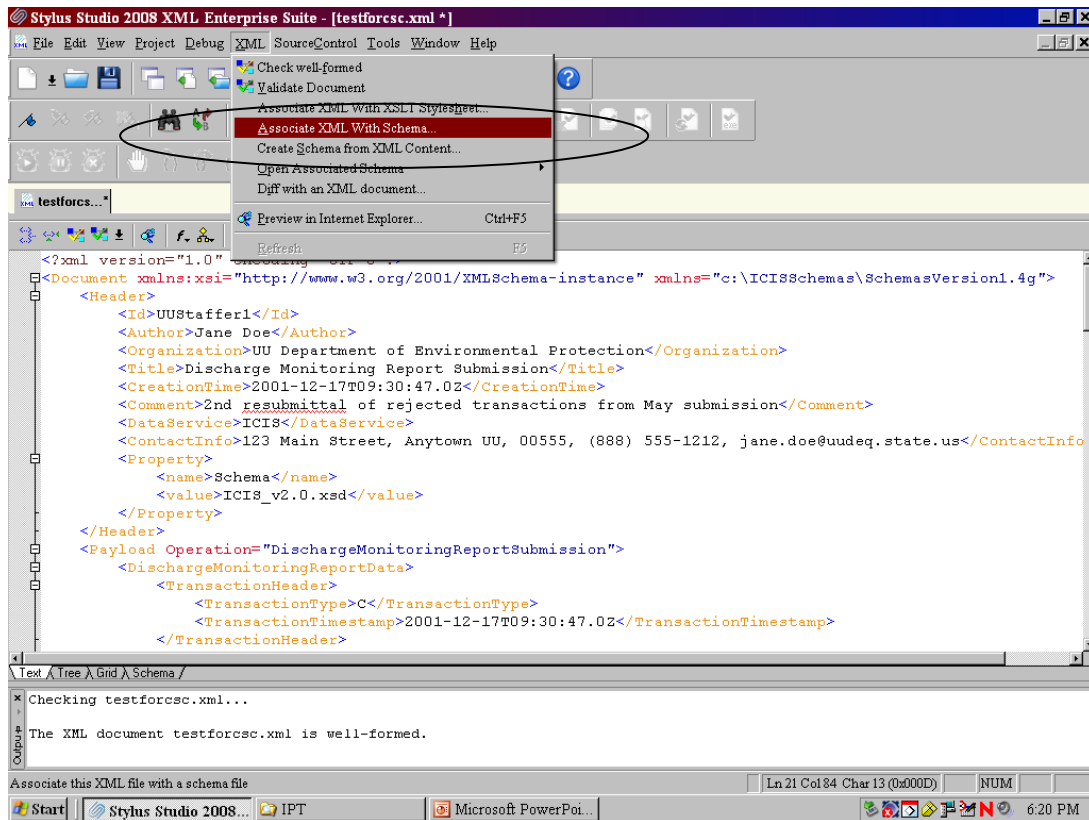 Stylus Studio 2008 XML Enterprise Suite - [testforcsc.xml *]
File Edit View Project Debug XML SourceControl Tools Window Help
Check well-formed
Validate Document
Associate XML With XSLT Stylesheet...
Associate XML With Schema...
Create Schema from XML Content...
Open Associated Schema
Diff with an XML document...
Preview in Internet Explorer... Ctrl+F5
Refresh F5
testforcs...*
<?xml version="1.0"
<Document xmlns:xsi="http://www.w3.org/2001/XMLSchema-instance" xmlns="c:\ICISSchemas\SchemasVersion1.4g">
<Header>
<Id>UUStaffer1</Id>
<Author>Jane Doe</Author>
<Organization>UU Department of Environmental Protection</Organization>
<Title>Discharge Monitoring Report Submission</Title>
<CreationTime>2001-12-17T09:30:47.0Z</CreationTime>
<Comment>2nd resubmittal of rejected transactions from May submission</Comment>
<DataService>ICIS</DataService>
<ContactInfo>123 Main Street, Anytown UU, 00555, (888) 555-1212, jane.doe@uudeq.state.us</ContactInfo
<Property>
<name>Schema</name>
<value>ICIS_v2.0.xsd</value>
</Property>
</Header>
<Payload Operation="DischargeMonitoringReportSubmission">
<DischargeMonitoringReportData>
<TransactionHeader>
<TransactionType>C</TransactionType>
<TransactionTimestamp>2001-12-17T09:30:47.0Z</TransactionTimestamp>
</TransactionHeader>
Text Tree Grid Schema
Output
Checking testforcsc.xml...
The XML document testforcsc.xml is well-formed.
Associate this XML file with a schema file
Ln 21 Col 84 Char 13 (0x000D) NUM
Start Stylus Studio 2008... IPT Microsoft PowerPoi... 6:20 PM